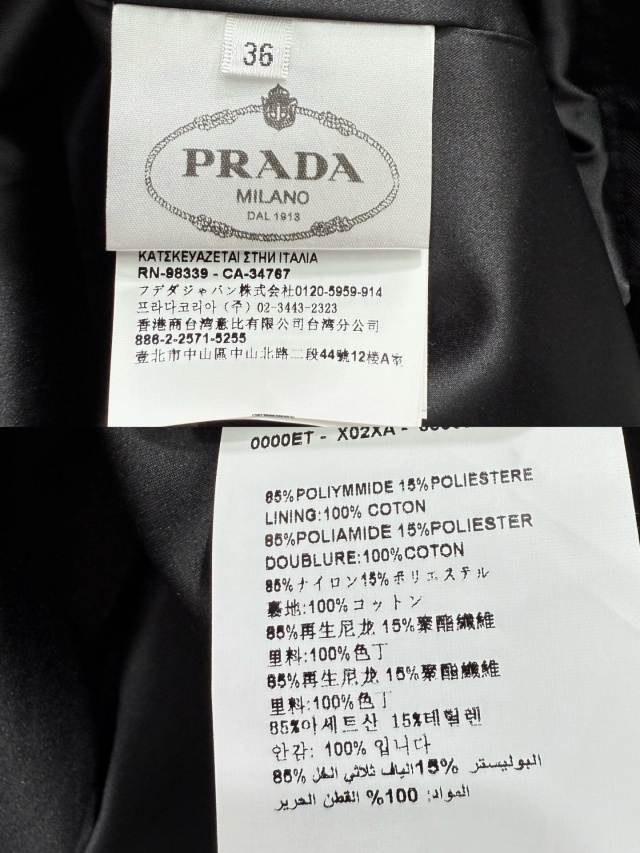 36
PRADA
MILANO
DAL 1913
ΚΑΤΣΚΕΥΑΖΕΤΑΙ ΣΤΗΝ ΙΤΑΛΙΑ
RN-98339 - CA-34767
フデダジャバン株式会社0120-5959-914
프라다코리아 (주) 02-3443-2323
香港商台湾意比有限公司台湾分公司
886-2-2571-5255
壹北市中山區中山北路二段44號12楼A室
0000ET - X02XA -
85%POLIYMMIDE 15%POLIESTERE
LINING:100% COTON
85%POLIAMIDE 15%POLIESTER
DOUBLURE:100%COTON
85%ナイロン15%ポリエステル
裏地:100%コットン
85%再生尼龙 15%聚酯纖維
里料:100%色丁
85%再生尼龙 15%聚酯纖維
里料:100%色丁
85%아세트산 15%테헐렌
안감: 100% 입니다
85% الياف ثلاثي الخل 15% البوليستر
المواد: 100% القطن الحرير